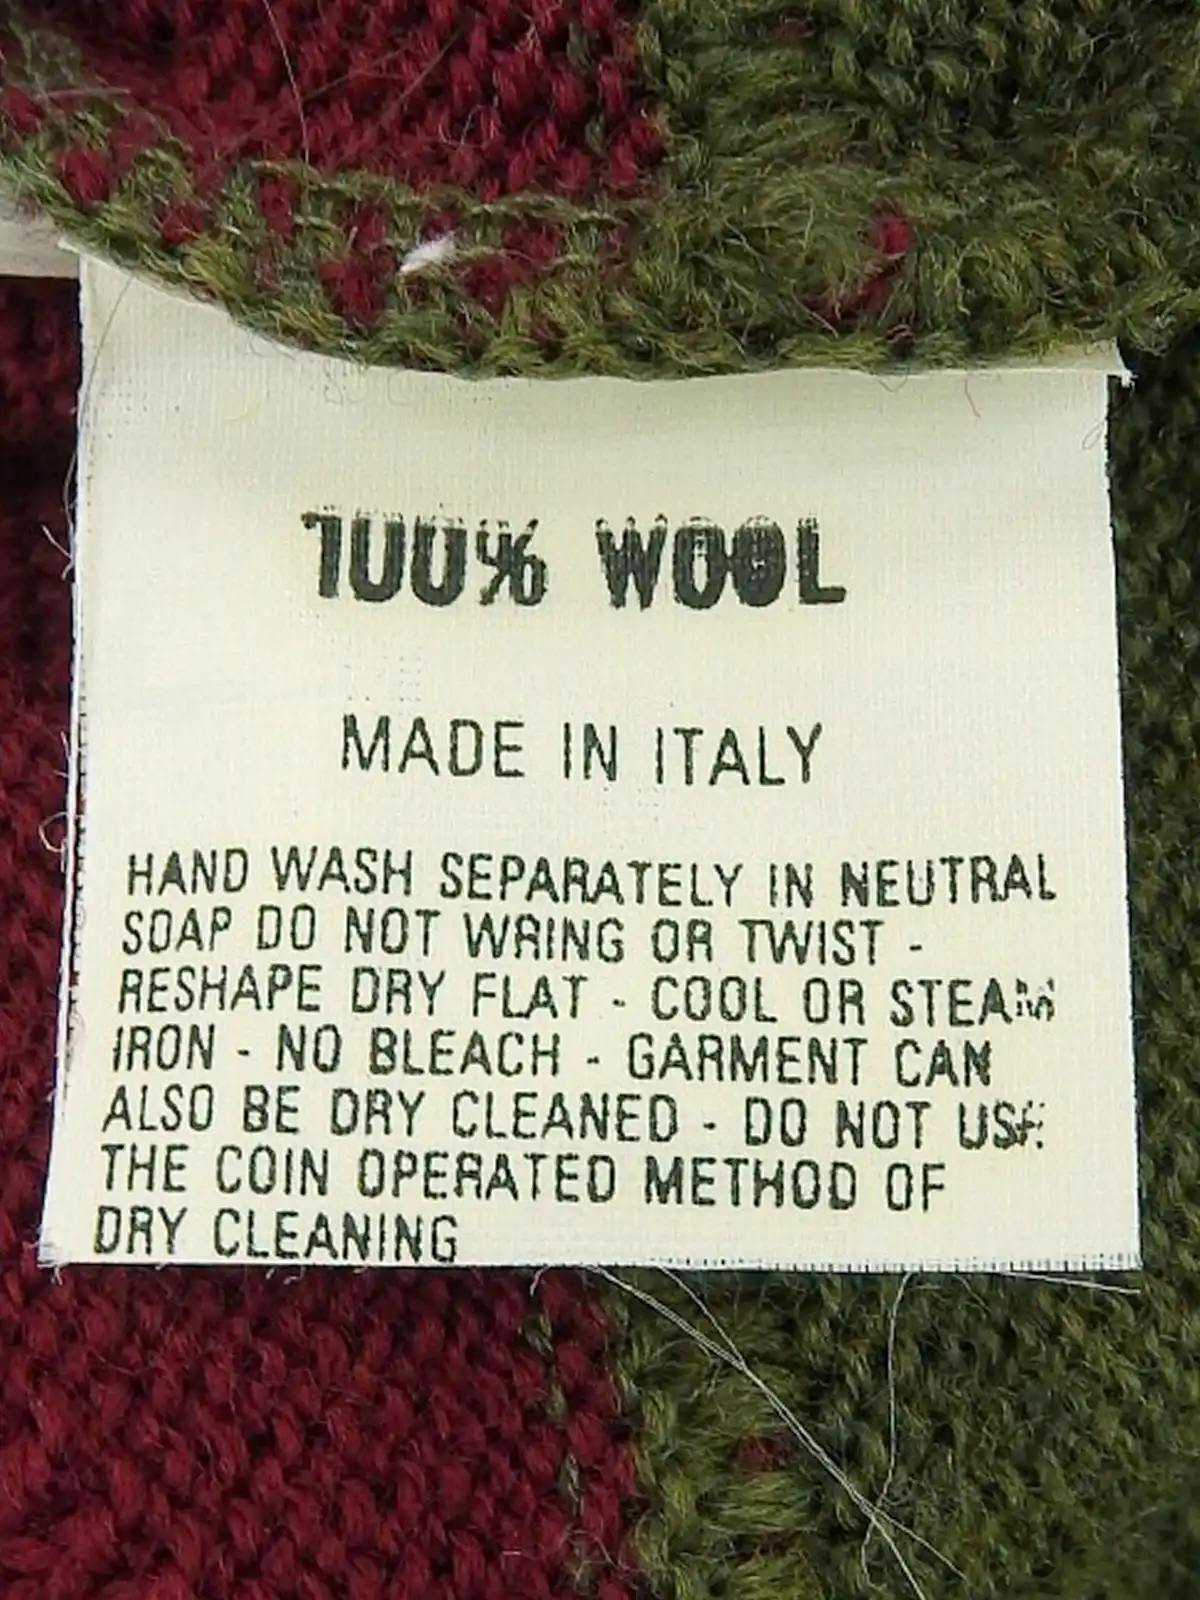 100% WOOL
MADE IN ITALY
HAND WASH SEPARATELY IN NEUTRAL
SOAP DO NOT WRING OR TWIST -
RESHAPE DRY FLAT - COOL OR STEAM
IRON - NO BLEACH - GARMENT CAN
ALSO BE DRY CLEANED - DO NOT USE
THE COIN OPERATED METHOD OF
DRY CLEANING